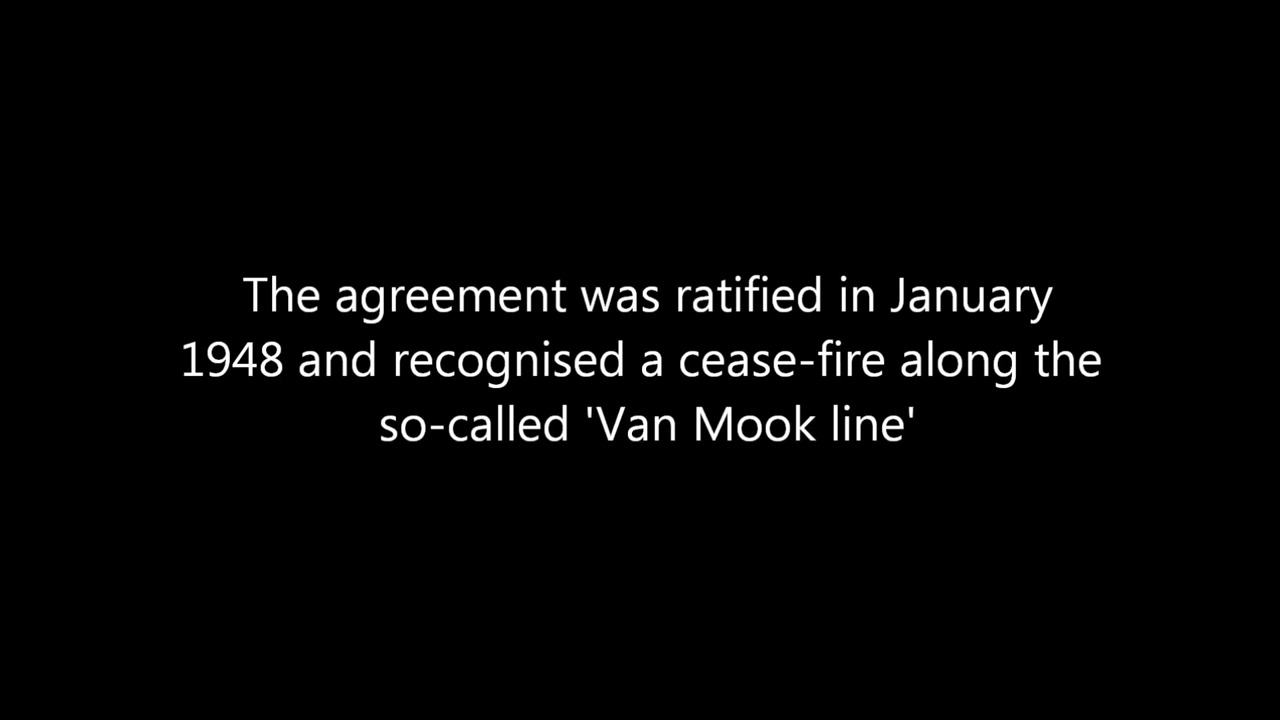 The agreement was ratified in January
1948 and recognised a cease-fire along the
so-called 'Van Mook line'